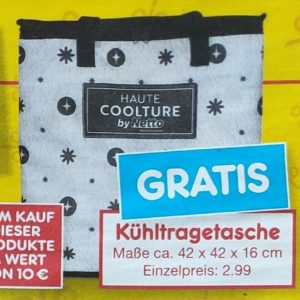 HAUTE
COOLTURE
by Netto
GRATIS
Kühltragetasche
Maße ca. 42 x 42 x 16 cm
Einzelpreis: 2.99
M KAUF
IESER
ODUKTE
M WERT
ON 10 €